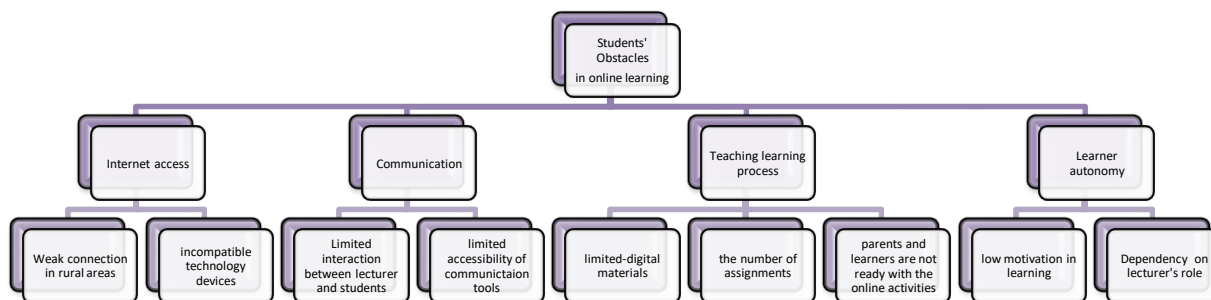 Students'
Obstacles
in online learning
Internet access
Communication
Teaching learning
process
Learner
autonomy
Weak connection
in rural areas
incompatible
technology
devices
Limited
interaction
between lecturer
and students
limited
accessibility of
communictaion
tools
limited-digital
materials
the number of
assignments
parents and
learners are not
ready with the
online activities
low motivation in
learning
Dependency on
lecturer's role